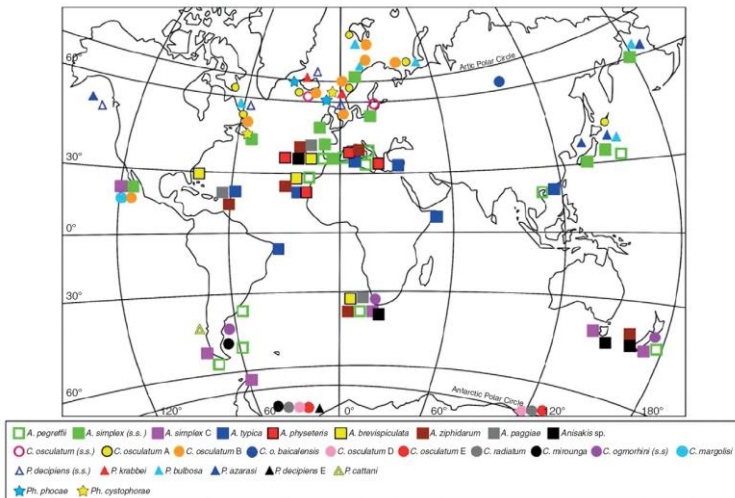 60°
Artic Polar Circle
30°
0°
30°
60°
Antarctic Polar Circle
120° 60° 0° 60° 120° 180°
A. pegreffii A. simplex (s.s. ) A. simplex C A. typica A. physeteris A. brevispiculata A. ziphidarum A. paggiae Anisakis sp.
C. osculatum (s.s.) C. osculatum A C. osculatum B C. o. baicalensis C. osculatum D C. osculatum E C. radiatum C. mirounga C. ogmorhini (s.s) C. margolisi
P. decipiens (s.s.) P. krabbei P. bulbosa P. azarasi P. decipiens E P. cattani
Ph. phocae Ph. cystophorae